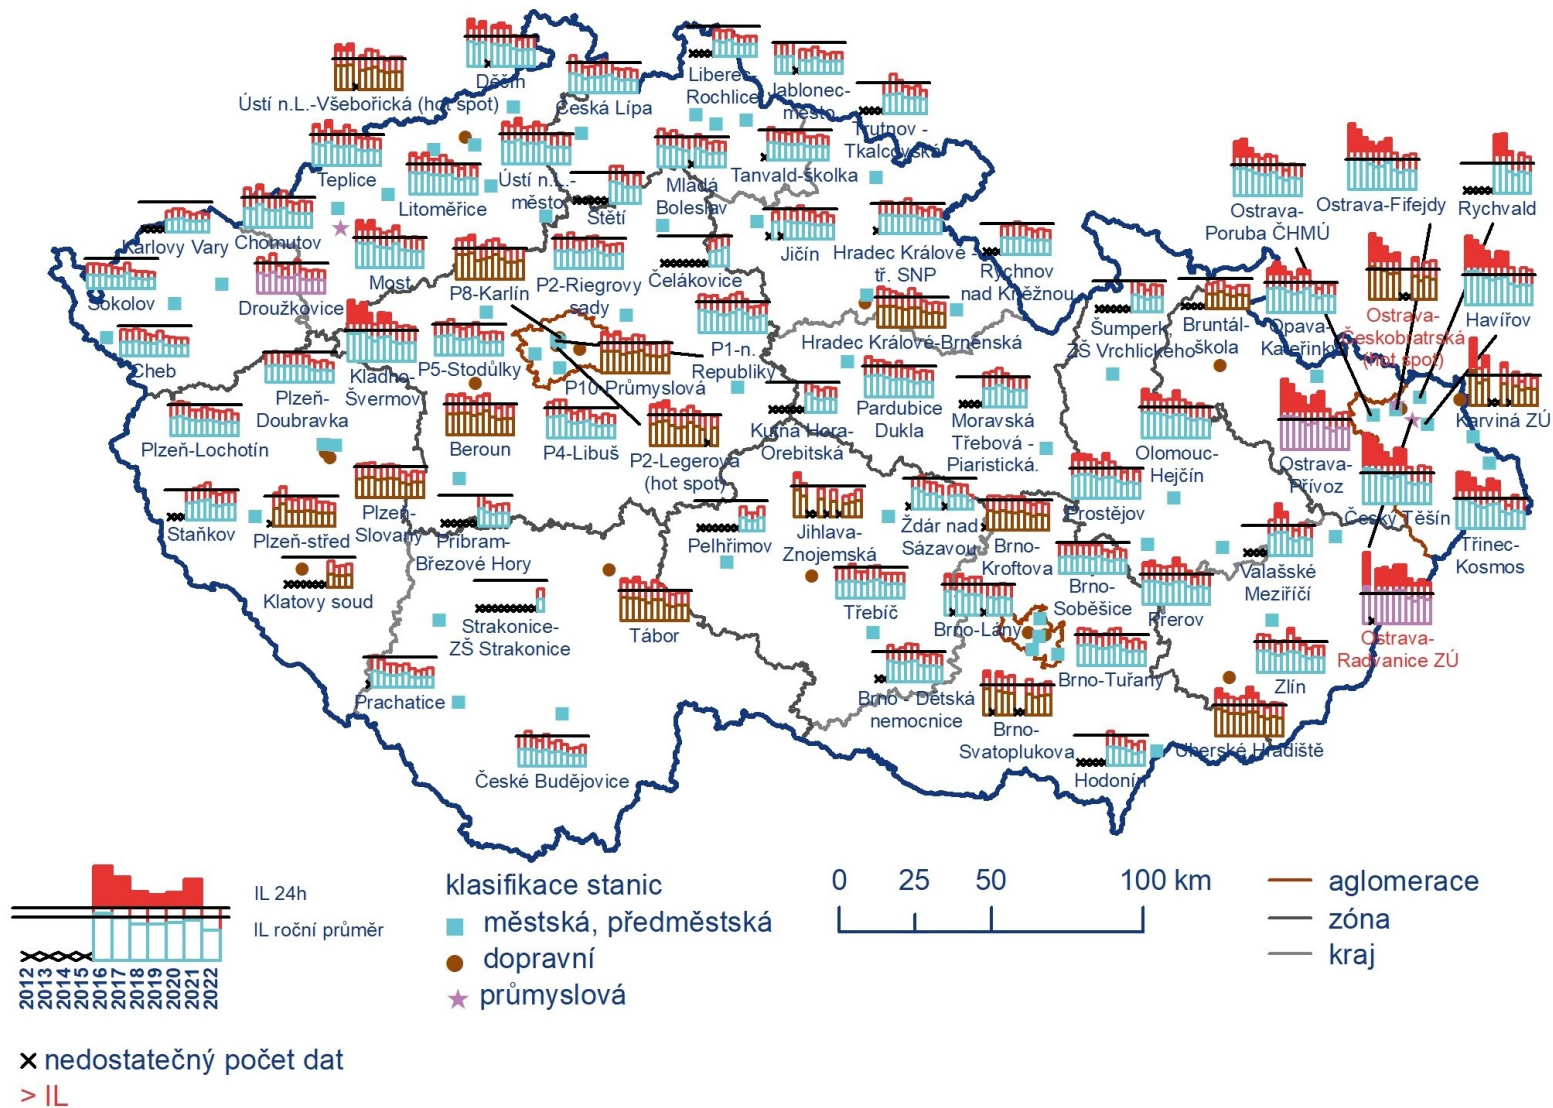 Děčín
Ústí n.L.-Všebořická (hot spot)
Česká Lípa
Liberec-
Rochlice
Jablonec-
město
Trutnov -
Tkalcovská
Teplice
Litoměřice
Ústí n.L.-
město
Štětí
Mladá
Boleslav
Tanvald-školka
Ostrava-
Poruba ČHMÚ
Ostrava-Fifejdy
Rychvald
Karlovy Vary
Chomutov
Most
P8-Karlín
P2-Riegrovy
sady
Čelákovice
Jičín
Hradec Králové -
tř. SNP
Rychnov
nad Kněžnou
Sokolov
Droužkovice
Šumperk
ZŠ Vrchlického
Bruntál-
škola
Opava-
Kateřinky
Ostrava-
Českobratrská
(hot spot)
Havířov
Cheb
Plzeň-
Doubravka
Kladno-
Švermov
P5-Stodůlky
P10-Průmyslová
P1-n.
Republiky
Hradec Králové-Brněnská
Plzeň-Lochotín
Beroun
P4-Libuš
P2-Legerova
(hot spot)
Kutná Hora-
Orebitská
Pardubice
Dukla
Moravská
Třebová -
Piaristická.
Olomouc-
Hejčín
Ostrava-
Přívoz
Karviná ZÚ
Staňkov
Plzeň-střed
Plzeň-
Slovany
Příbram-
Březové Hory
Pelhřimov
Jihlava-
Znojemská
Ždár nad
Sázavou
Brno-
Kroftova
Prostějov
Český Těšín
Třinec-
Kosmos
Klatovy soud
Strakonice-
ZŠ Strakonice
Tábor
Třebíč
Brno-Lány
Brno-
Soběšice
Přerov
Valašské
Meziříčí
Ostrava-
Radvanice ZÚ
Prachatice
České Budějovice
Brno - Dětská
nemocnice
Brno-Tuřany
Brno-
Svatoplukova
Hodonín
Zlín
Uherské Hradiště
IL 24h
IL roční průměr
2012 2013 2014 2015 2016 2017 2018 2019 2020 2021 2022
nedostatečný počet dat
> IL
klasifikace stanic
městská, předměstská
dopravní
průmyslová
0 25 50 100 km
aglomerace
zóna
kraj